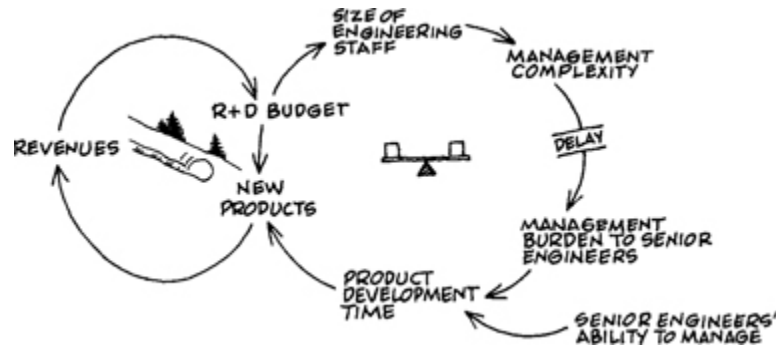 SIZE OF
ENGINEERING
STAFF
MANAGEMENT
COMPLEXITY
R+D BUDGET
REVENUES
DELAY
NEW
PRODUCTS
MANAGEMENT
BURDEN TO SENIOR
ENGINEERS
PRODUCT
DEVELOPMENT
TIME
SENIOR ENGINEERS'
ABILITY TO MANAGE